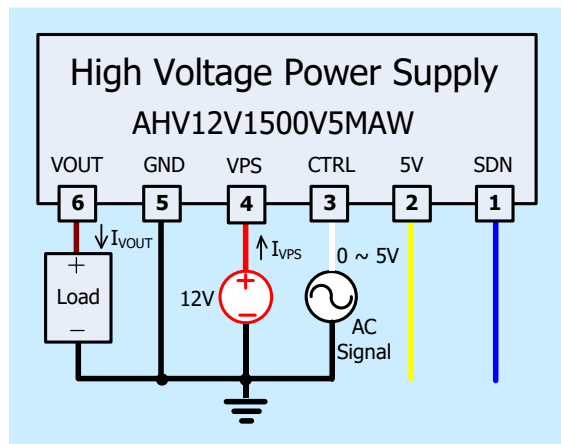 High Voltage Power Supply
AHV12V1500V5MAW
VOUT GND VPS CTRL 5V SDN
6 5 4 3 2 1
↓IVOUT ↑IVPS 0 ~ 5V
+ +
Load 12V
− −
AC
Signal